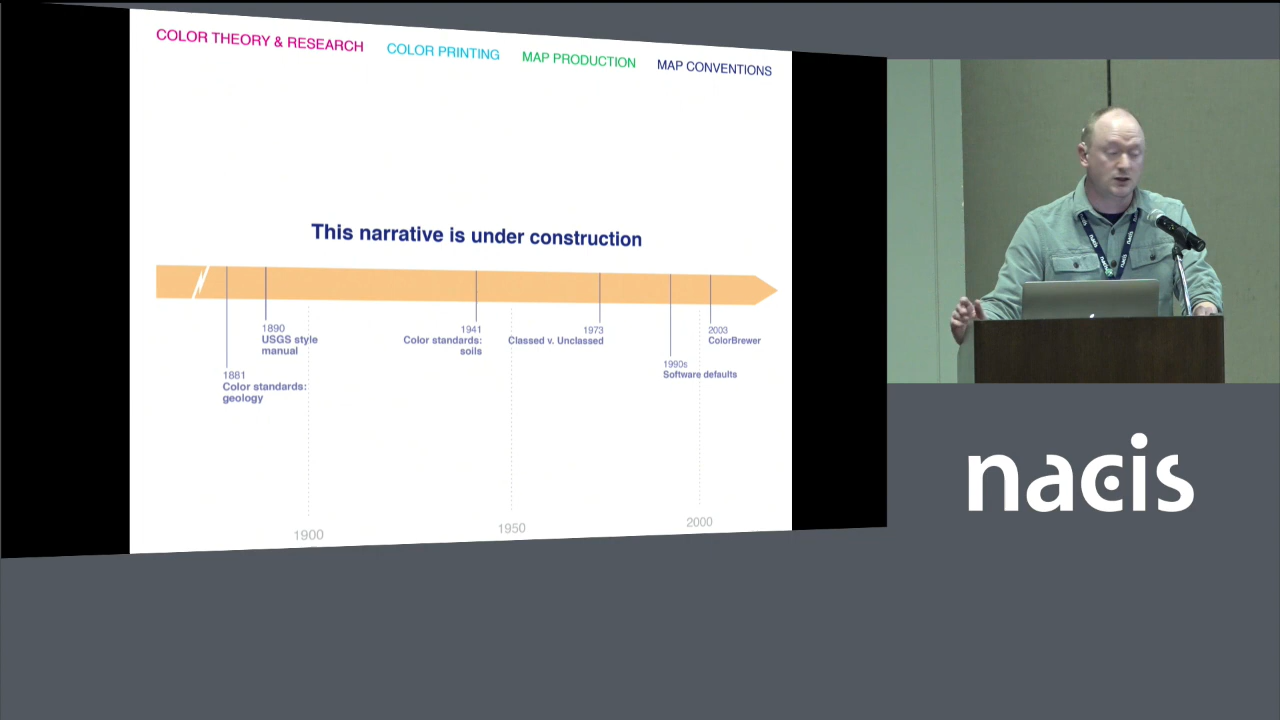 COLOR THEORY & RESEARCH
COLOR PRINTING
MAP PRODUCTION
MAP CONVENTIONS
This narrative is under construction
1890
USGS style
manual
1881
Color standards:
geology
1941
Color standards:
soils
1973
Classed v. Unclassed
1990s
Software defaults
2003
ColorBrewer
1900
1950
2000
nacis